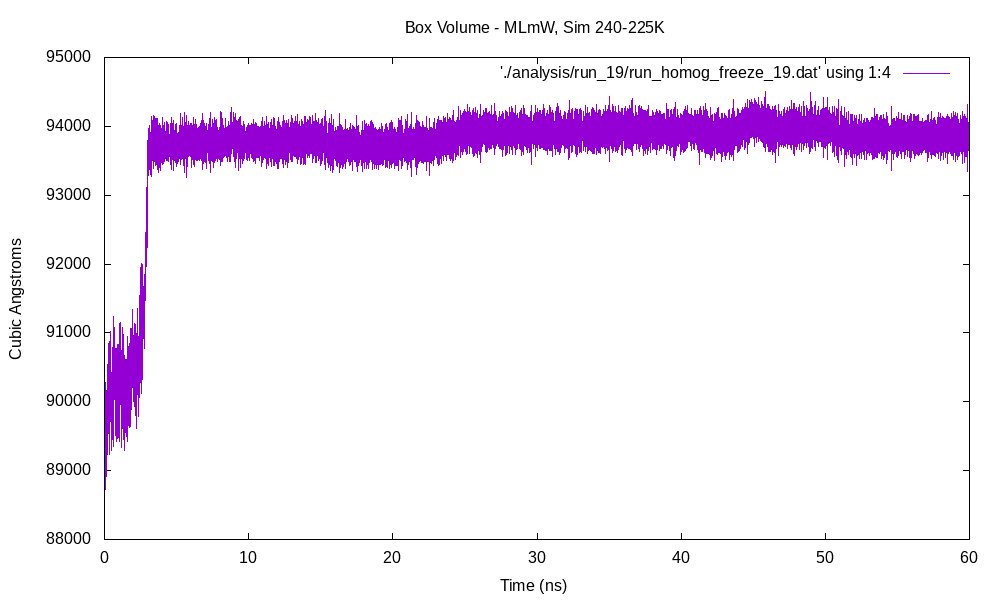 Box Volume - MLmW, Sim 240-225K
'./analysis/run_19/run_homog_freeze_19.dat' using 1:4
95000
94000
93000
92000
91000
90000
89000
88000
Cubic Angstroms
0 10 20 30 40 50 60
Time (ns)